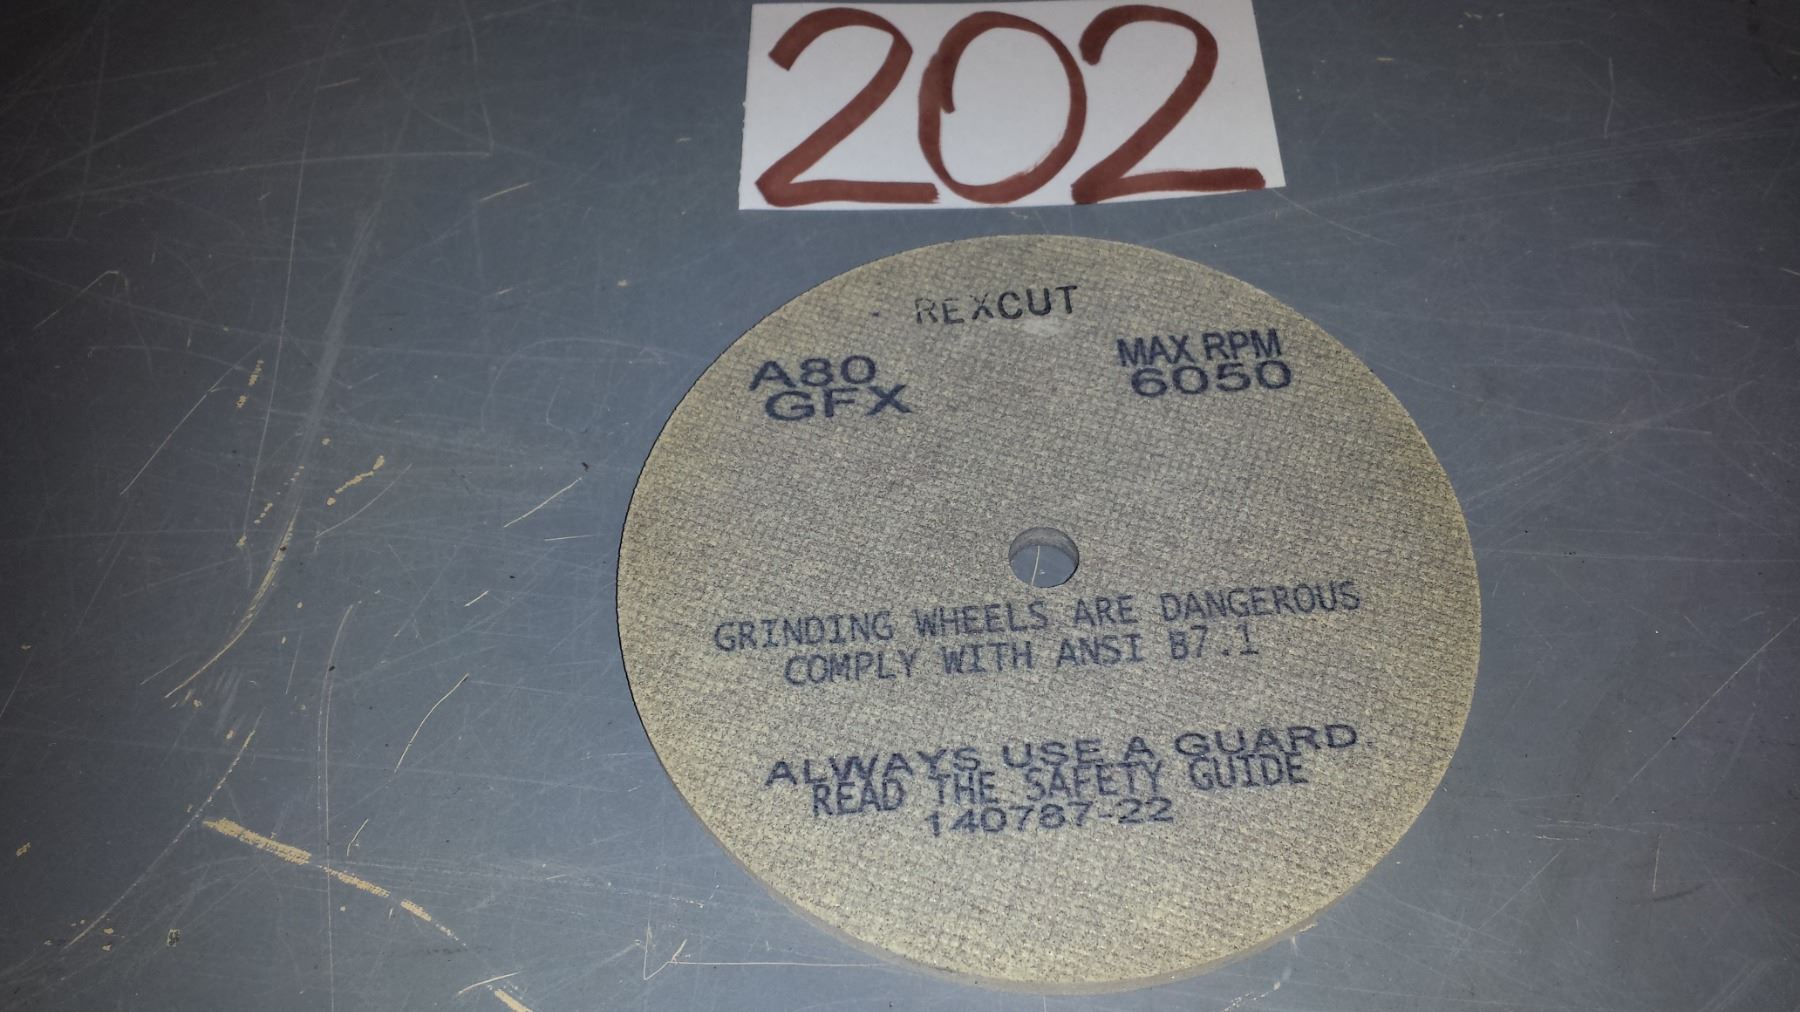 202
REXCUT
A80
GFX
MAX RPM
6050
GRINDING WHEELS ARE DANGEROUS
COMPLY WITH ANSI B7.1
ALWAYS USE A GUARD.
READ THE SAFETY GUIDE
140787-22